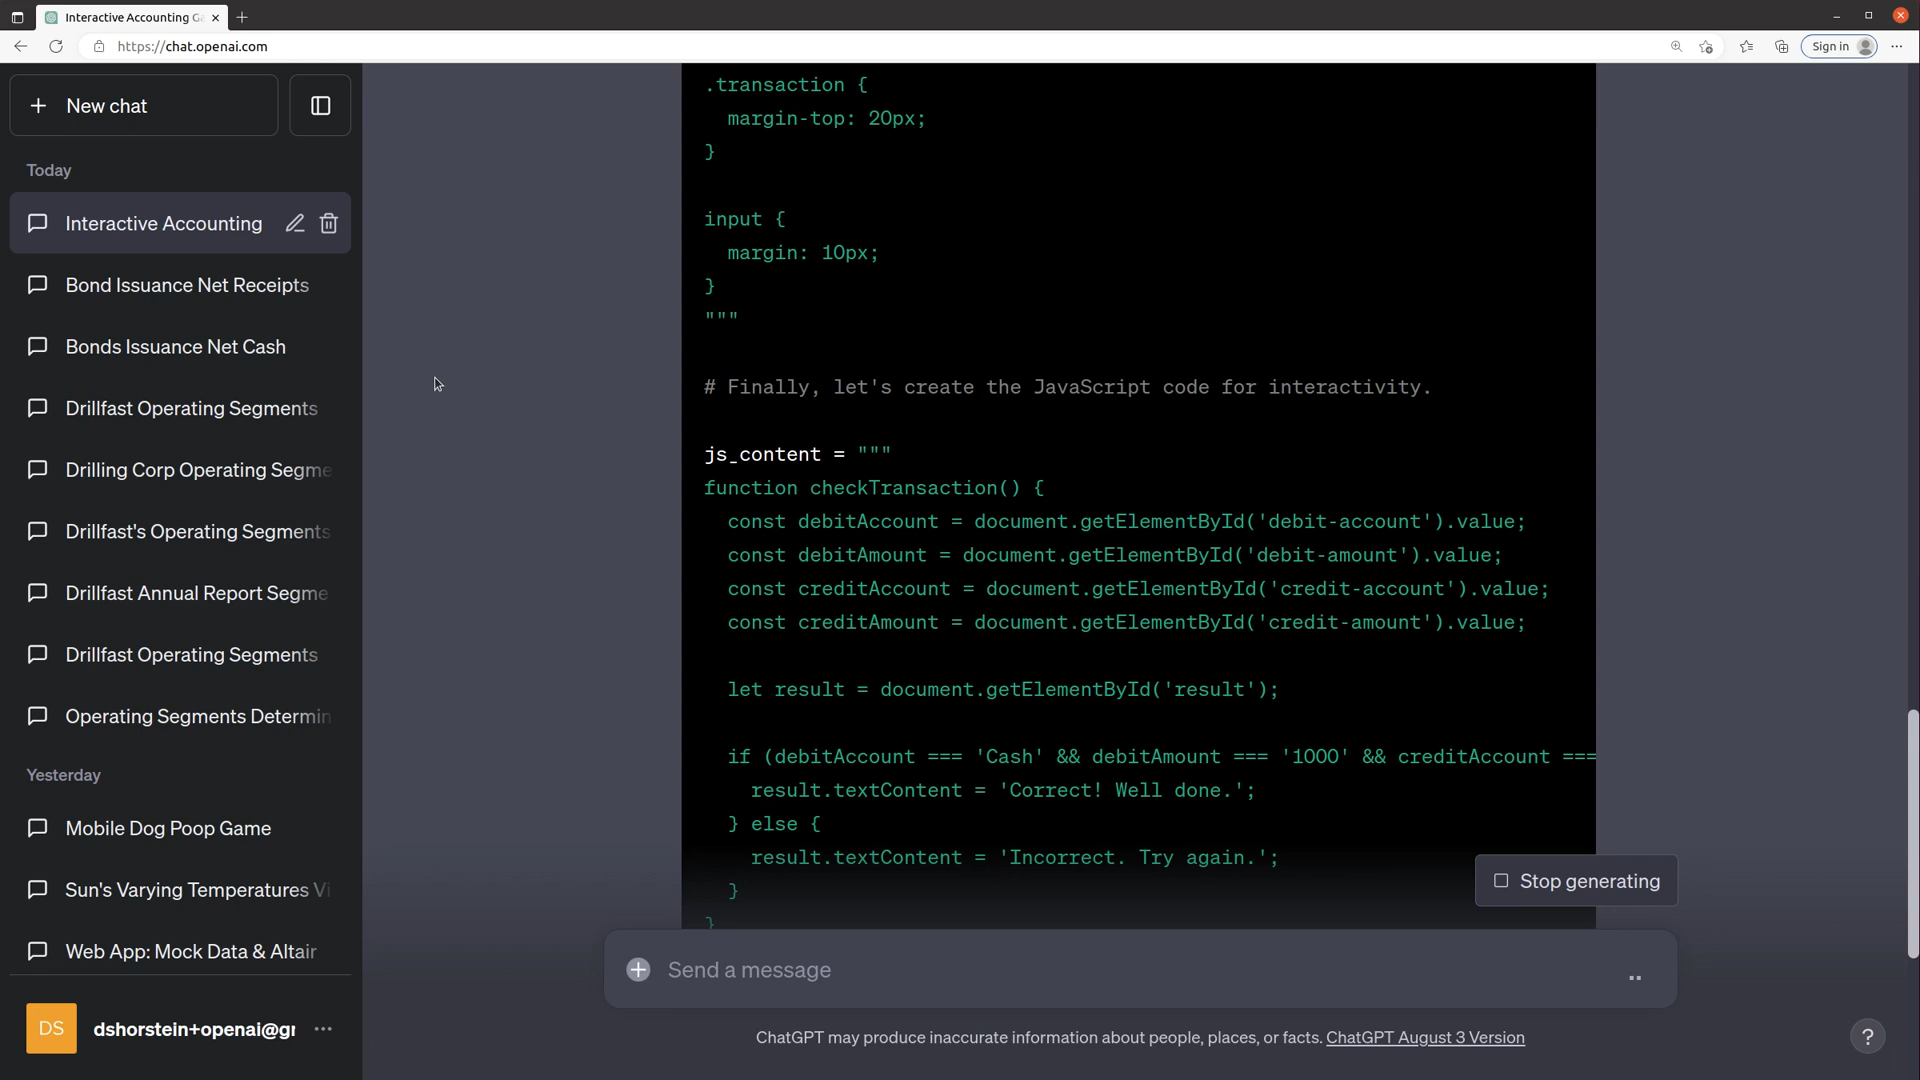 Interactive Accounting Ga
https://chat.openai.com
Sign in
New chat
Today
Interactive Accounting
Bond Issuance Net Receipts
Bonds Issuance Net Cash
Drillfast Operating Segments
Drilling Corp Operating Segme
Drillfast's Operating Segments
Drillfast Annual Report Segme
Drillfast Operating Segments
Operating Segments Determin
Yesterday
Mobile Dog Poop Game
Sun's Varying Temperatures Vi
Web App: Mock Data & Altair
DS
dshorstein+openai@gr
.transaction {
margin-top: 20px;
}
input {
margin: 10px;
}
"""
# Finally, let's create the JavaScript code for interactivity.
js_content = """
function checkTransaction() {
const debitAccount = document.getElementById('debit-account').value;
const debitAmount = document.getElementById('debit-amount').value;
const creditAccount = document.getElementById('credit-account').value;
const creditAmount = document.getElementById('credit-amount').value;
let result = document.getElementById('result');
if (debitAccount === 'Cash' && debitAmount === '1000' && creditAccount ===
result.textContent = 'Correct! Well done.';
} else {
result.textContent = 'Incorrect. Try again.';
}
}
Stop generating
Send a message
ChatGPT may produce inaccurate information about people, places, or facts. ChatGPT August 3 Version
?